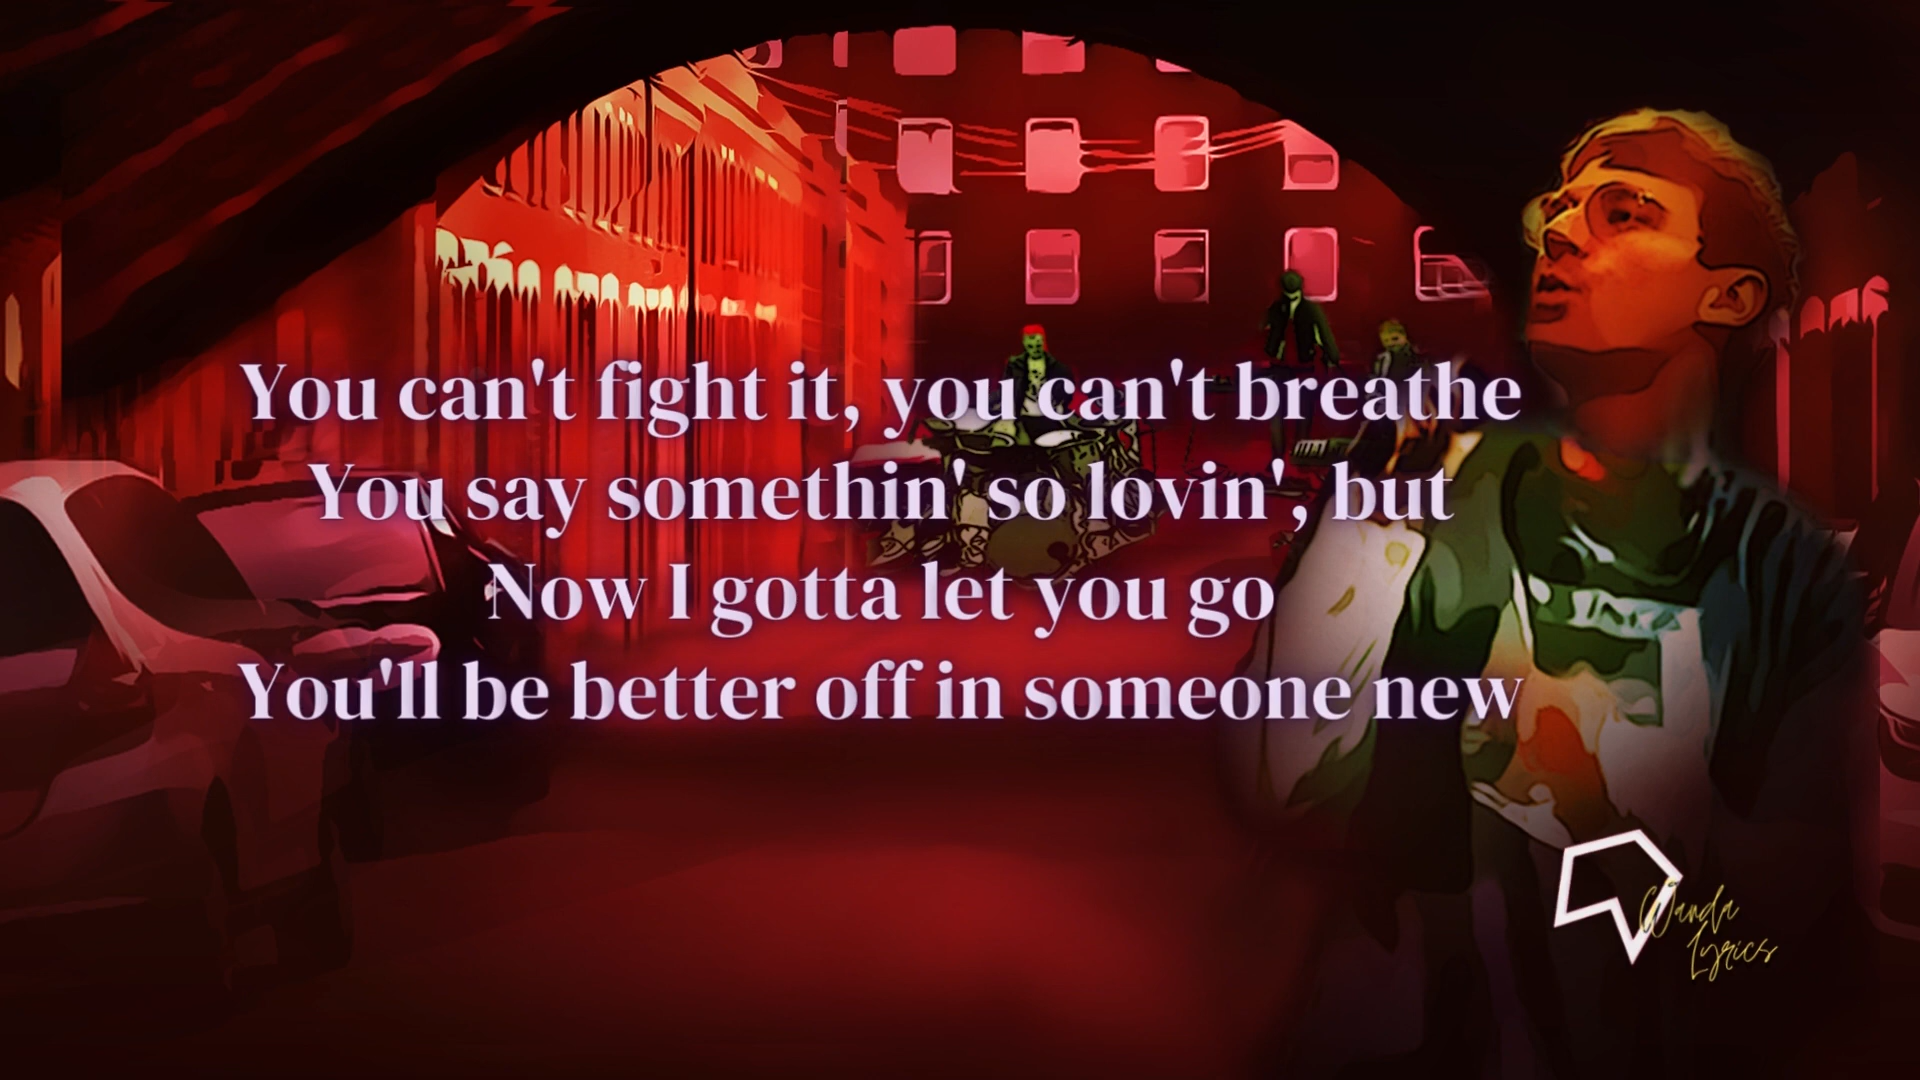 You can't fight it, you can't breathe
You say somethin' so lovin', but
Now I gotta let you go
You'll be better off in someone new
Wanda
Lyrics